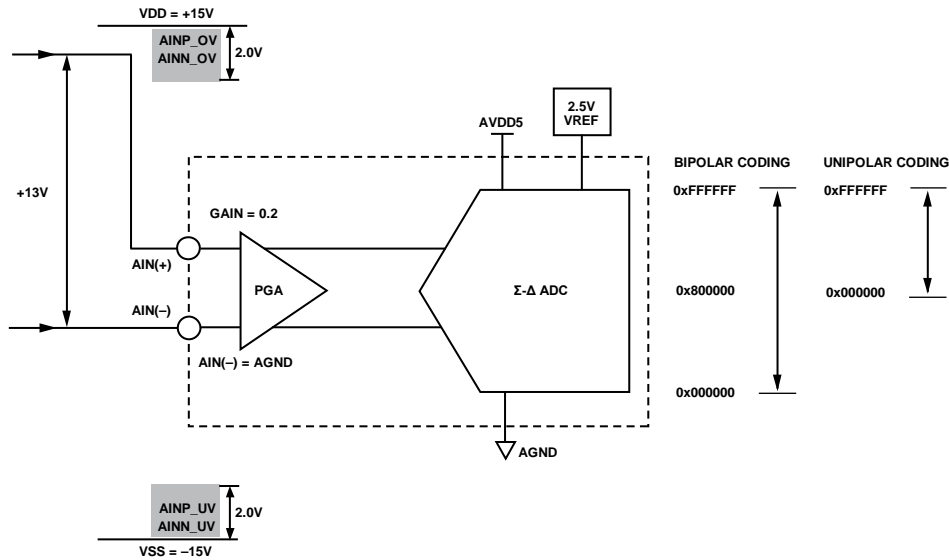 VDD = +15V
AINP_OV
AINN_OV
2.0V
+13V
AIN(+)
AIN(–)
GAIN = 0.2
PGA
AIN(–) = AGND
AVDD5
2.5V
VREF
Σ-Δ ADC
AGND
BIPOLAR CODING
0xFFFFFF
0x800000
0x000000
UNIPOLAR CODING
0xFFFFFF
0x000000
AINP_UV
AINN_UV
2.0V
VSS = –15V